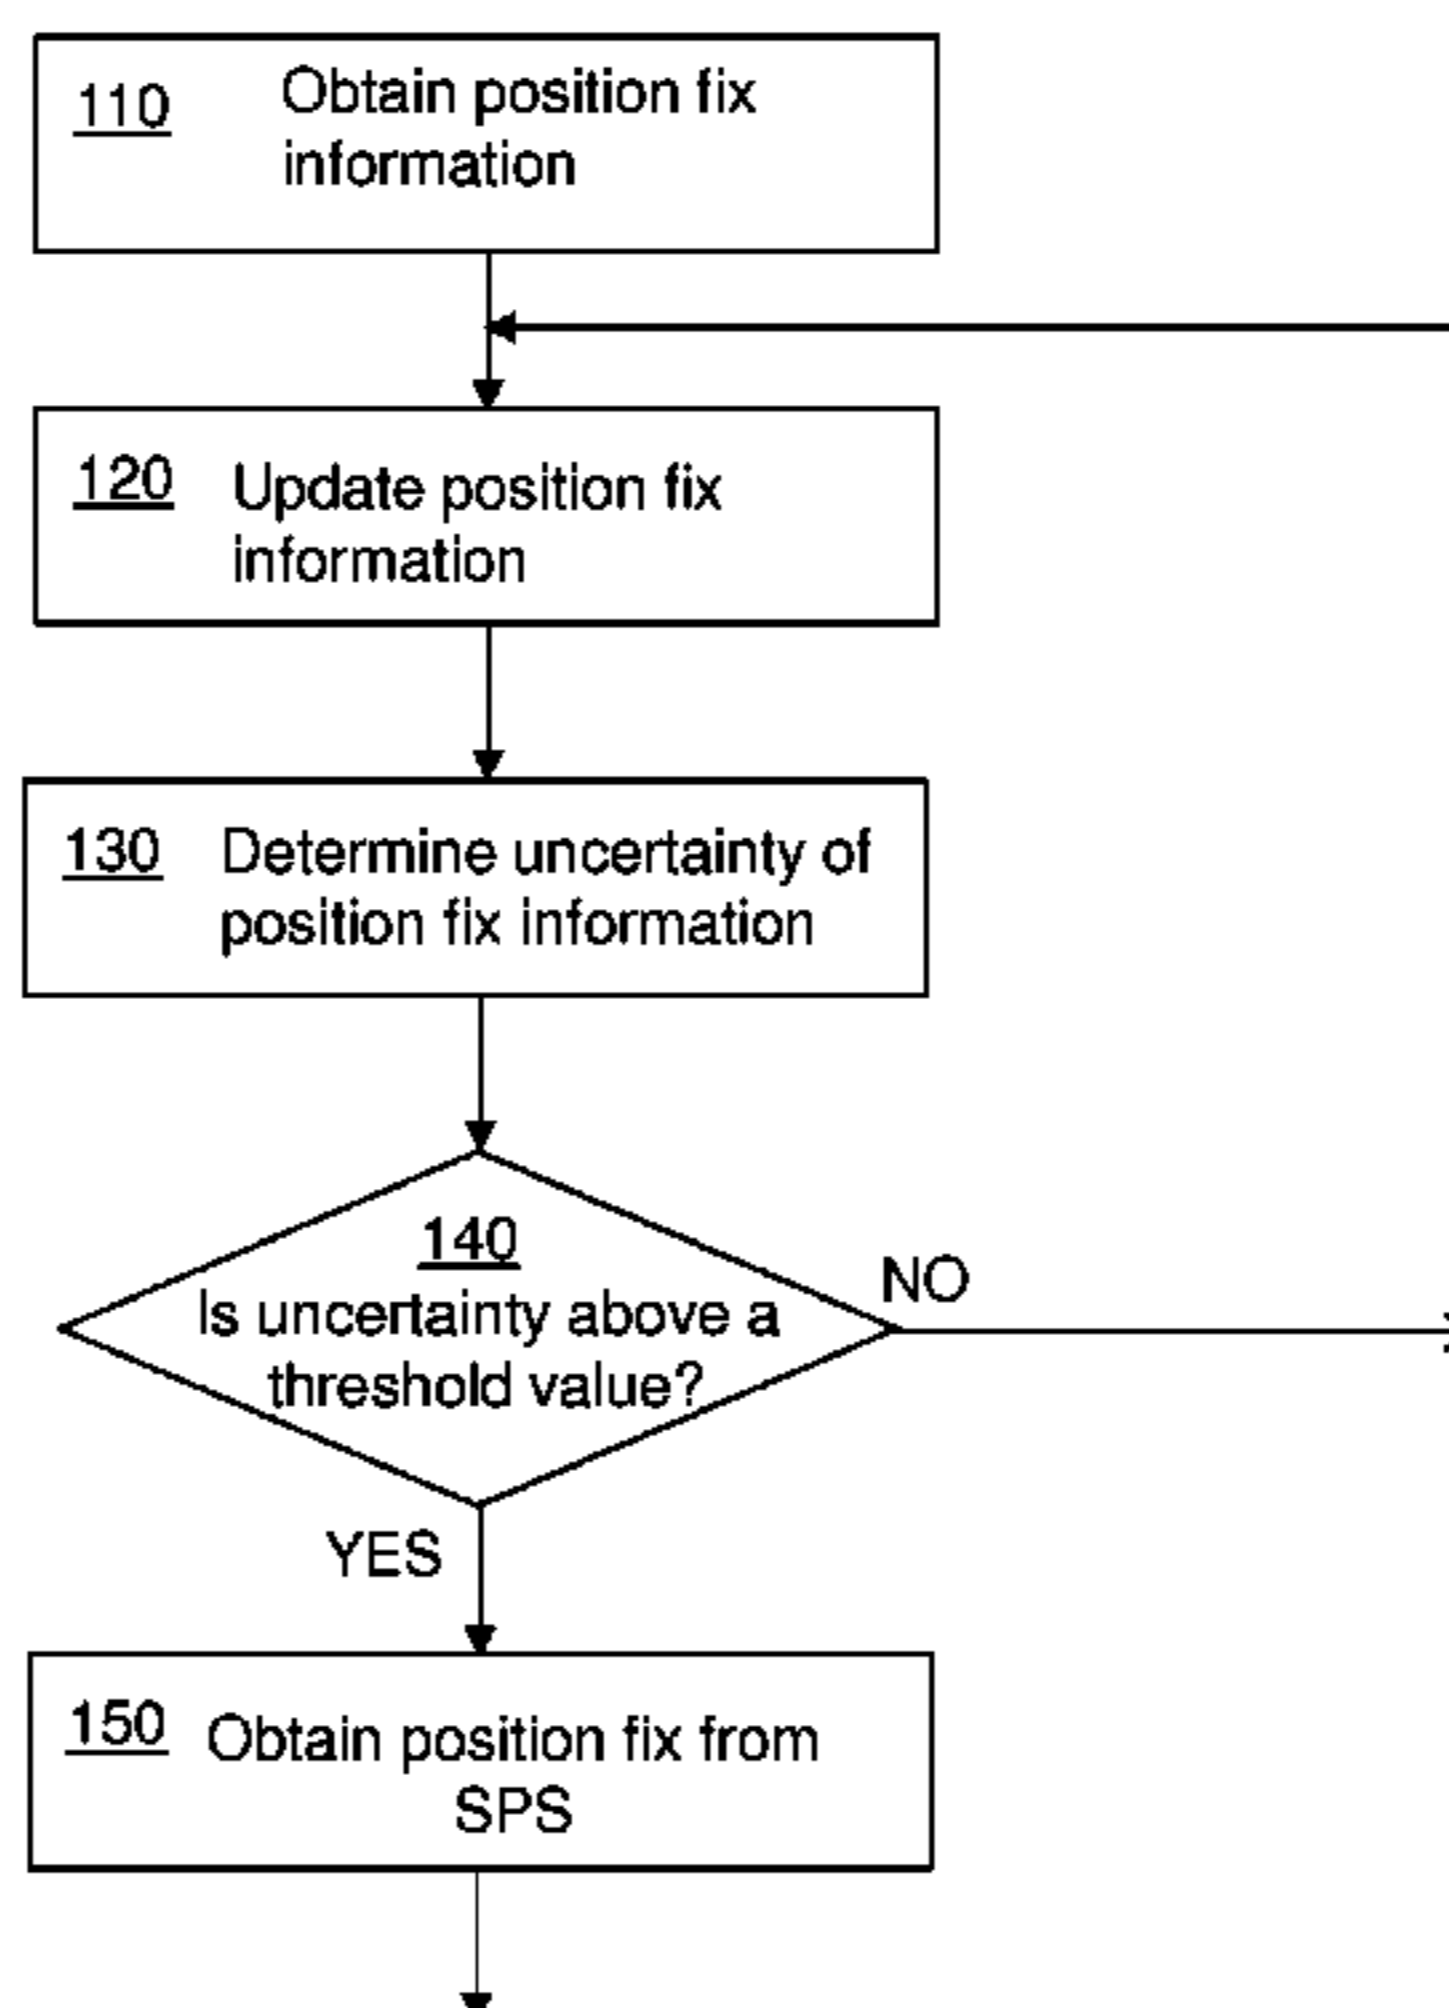 110 Obtain position fix
information
120 Update position fix
information
130 Determine uncertainty of
position fix information
140
Is uncertainty above a
threshold value?
NO
YES
150 Obtain position fix from
SPS